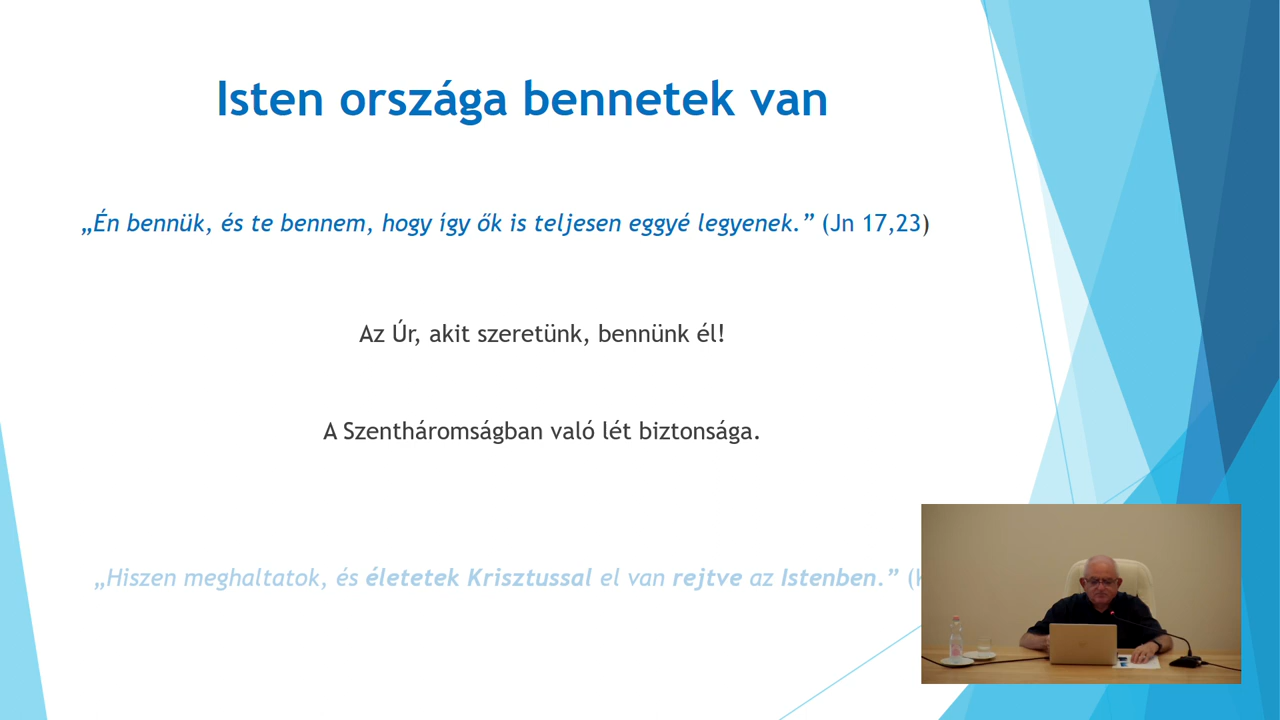 Isten országa bennetek van
„Én bennük, és te bennem, hogy így ők is teljesen eggyé legyenek.” (Jn 17,23)
Az Úr, akit szeretünk, bennünk él!
A Szentháromságban való lét biztonsága.
„Hiszen meghaltatok, és életetek Krisztussal el van rejtve az Istenben.”